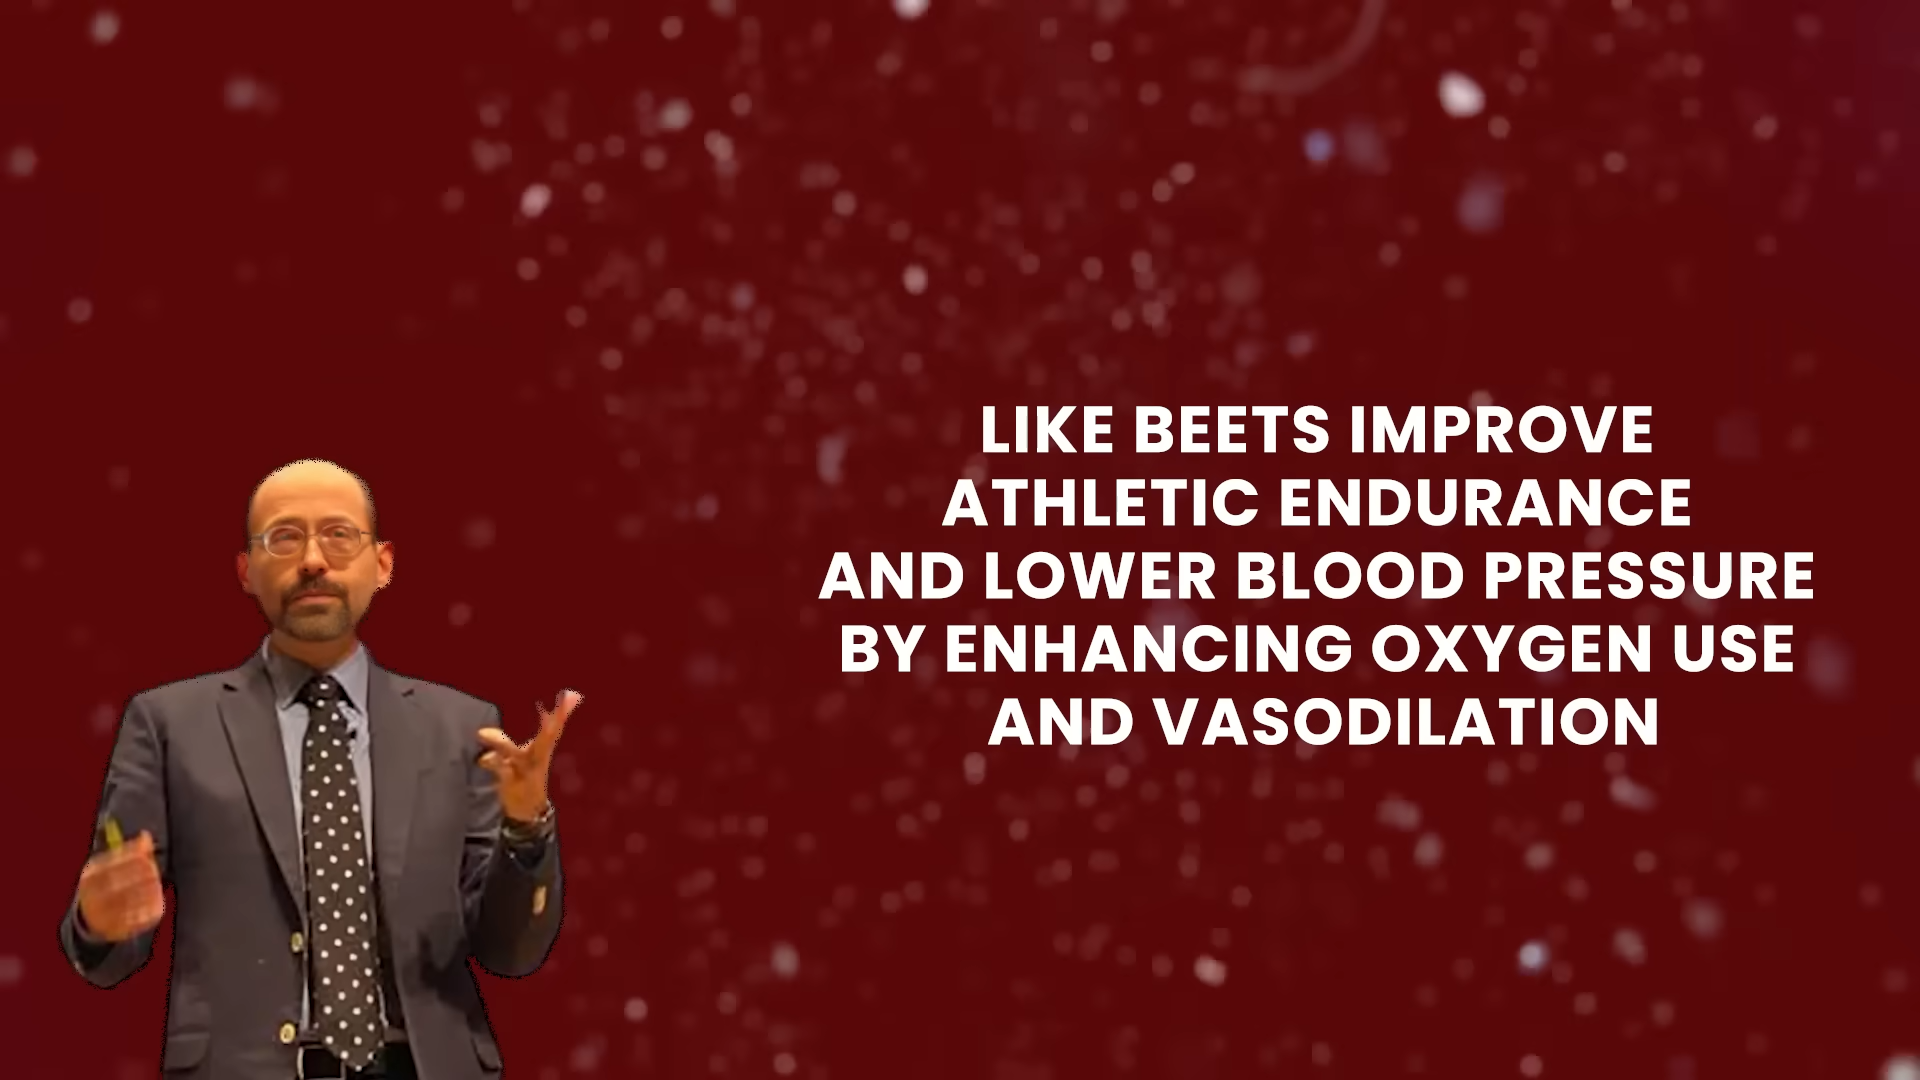 LIKE BEETS IMPROVE
ATHLETIC ENDURANCE
AND LOWER BLOOD PRESSURE
BY ENHANCING OXYGEN USE
AND VASODILATION